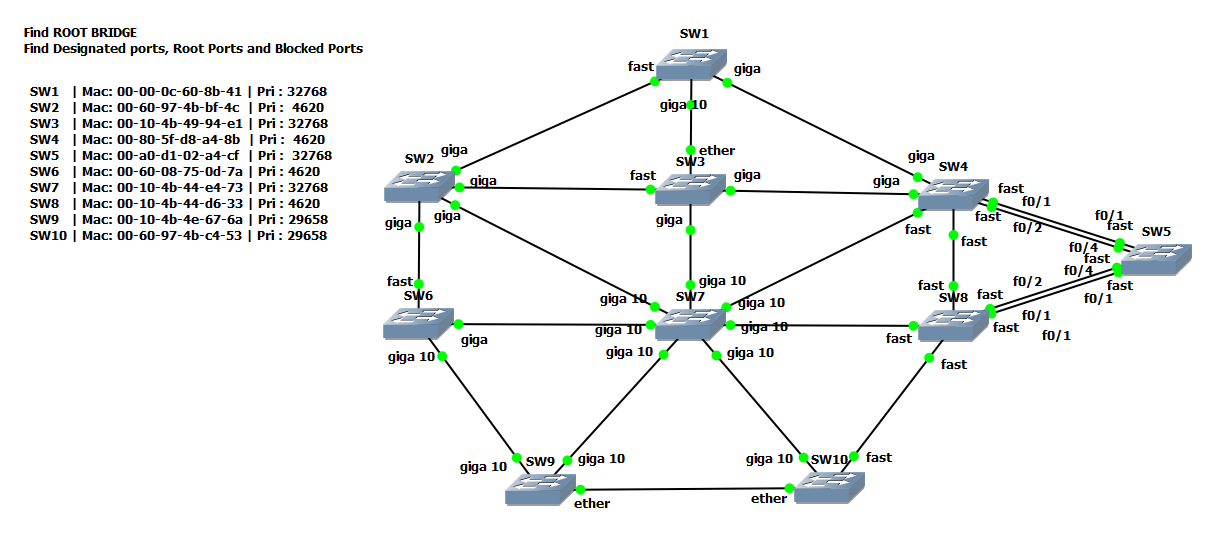 Find ROOT BRIDGE
Find Designated ports, Root Ports and Blocked Ports
SW1 | Mac: 00-00-0c-60-8b-41 | Pri : 32768
SW2 | Mac: 00-60-97-4b-bf-4c | Pri : 4620
SW3 | Mac: 00-10-4b-49-94-e1 | Pri : 32768
SW4 | Mac: 00-80-5f-d8-a4-8b | Pri : 4620
SW5 | Mac: 00-a0-d1-02-a4-cf | Pri : 32768
SW6 | Mac: 00-60-08-75-0d-7a | Pri : 4620
SW7 | Mac: 00-10-4b-44-e4-73 | Pri : 32768
SW8 | Mac: 00-10-4b-44-d6-33 | Pri : 4620
SW9 | Mac: 00-10-4b-4e-67-6a | Pri : 29658
SW10 | Mac: 00-60-97-4b-c4-53 | Pri : 29658
SW1
fast
giga
giga 10
ether
giga
SW2
SW3
giga
SW4
giga
fast
giga
giga
fast
f0/1
giga
giga
giga
fast
fast
f0/2
f0/1
fast
SW5
fast
f0/4
fast
fast
SW6
giga 10
giga 10
SW7
giga 10
fast
SW8
f0/4
fast
f0/2
fast
f0/1
giga 10
giga 10
giga
fast
fast
f0/1
f0/1
giga 10
giga 10
giga 10
fast
giga 10
SW9
giga 10
giga 10
SW10
fast
ether
ether